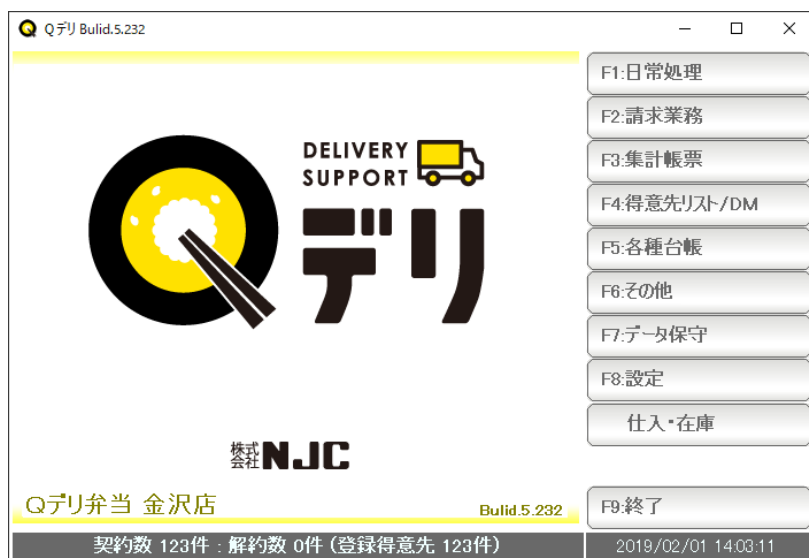 Qデリ Bulid.5.232
DELIVERY
SUPPORT
Qデリ
株式会社NJC
Qデリ弁当 金沢店
Bulid.5.232
F1:日常処理
F2:請求業務
F3:集計帳票
F4:得意先リスト/DM
F5:各種台帳
F6:その他
F7:データ保守
F8:設定
仕入・在庫
F9:終了
契約数 123件 : 解約数 0件 (登録得意先 123件)
2019/02/01 14:03:11